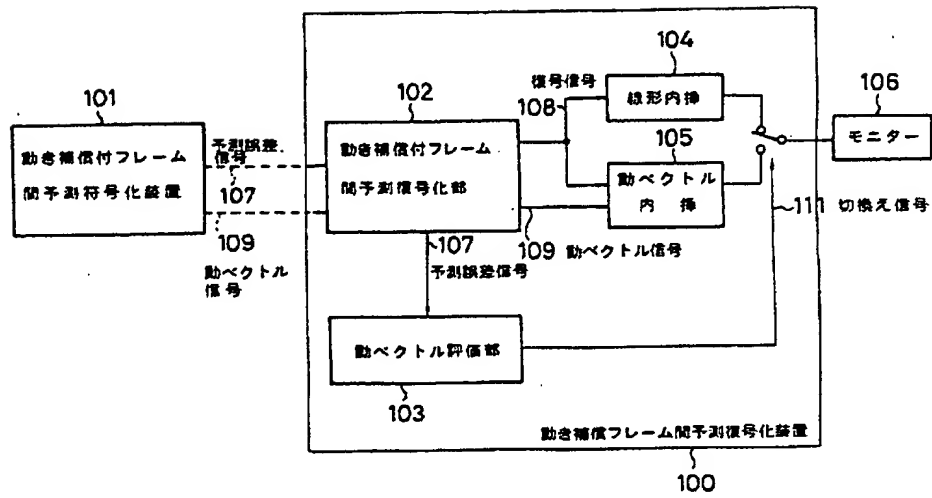 101
動き補償付フレーム
間予測符号化装置
予測誤差
信号
107
109
動ベクトル
信号
102
動き補償付フレーム
間予測復号化部
復号信号
108
104
線形内挿
105
動ベクトル
内挿
106
モニター
111 切換え信号
109 動ベクトル信号
107
予測誤差信号
動ベクトル評価部
103
動き補償フレーム間予測復号化装置
100